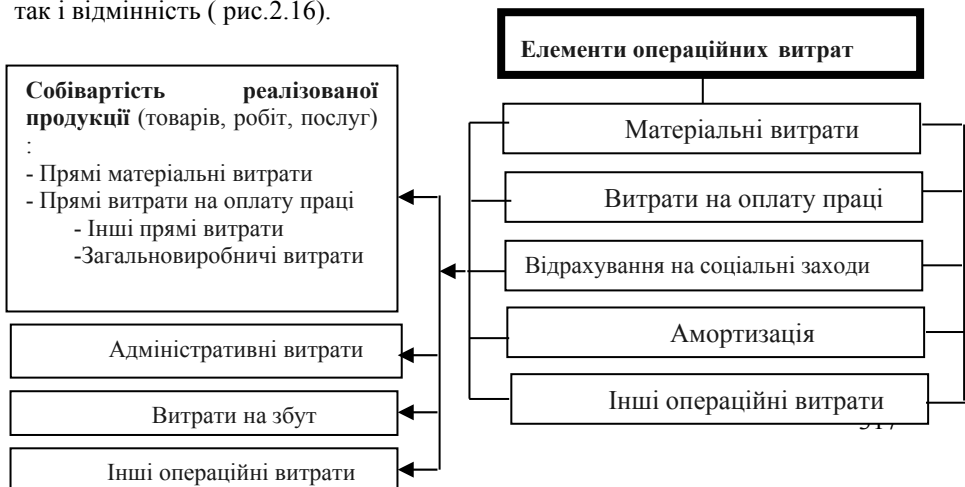 так і відмінність ( рис.2.16).
Елементи операційних витрат
Собівартість реалізованої
продукції (товарів, робіт, послуг)
:
- Прямі матеріальні витрати
- Прямі витрати на оплату праці
- Інші прямі витрати
-Загальновиробничі витрати
Адміністративні витрати
Витрати на збут
Інші операційні витрати
Матеріальні витрати
Витрати на оплату праці
Відрахування на соціальні заходи
Амортизація
Інші операційні витрати